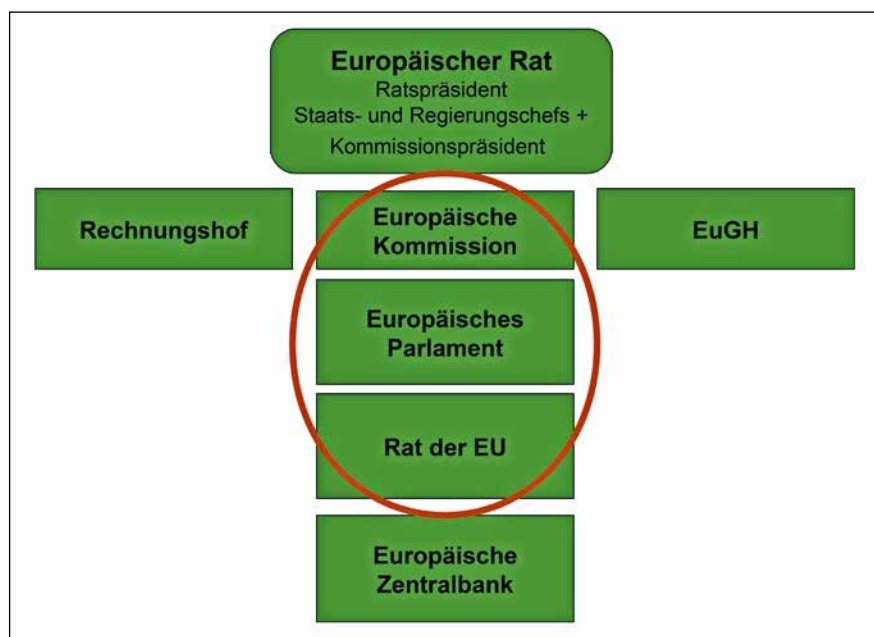 Europäischer Rat
Ratspräsident
Staats- und Regierungschefs +
Kommissionspräsident
Rechnungshof
Europäische
Kommission
EuGH
Europäisches
Parlament
Rat der EU
Europäische
Zentralbank